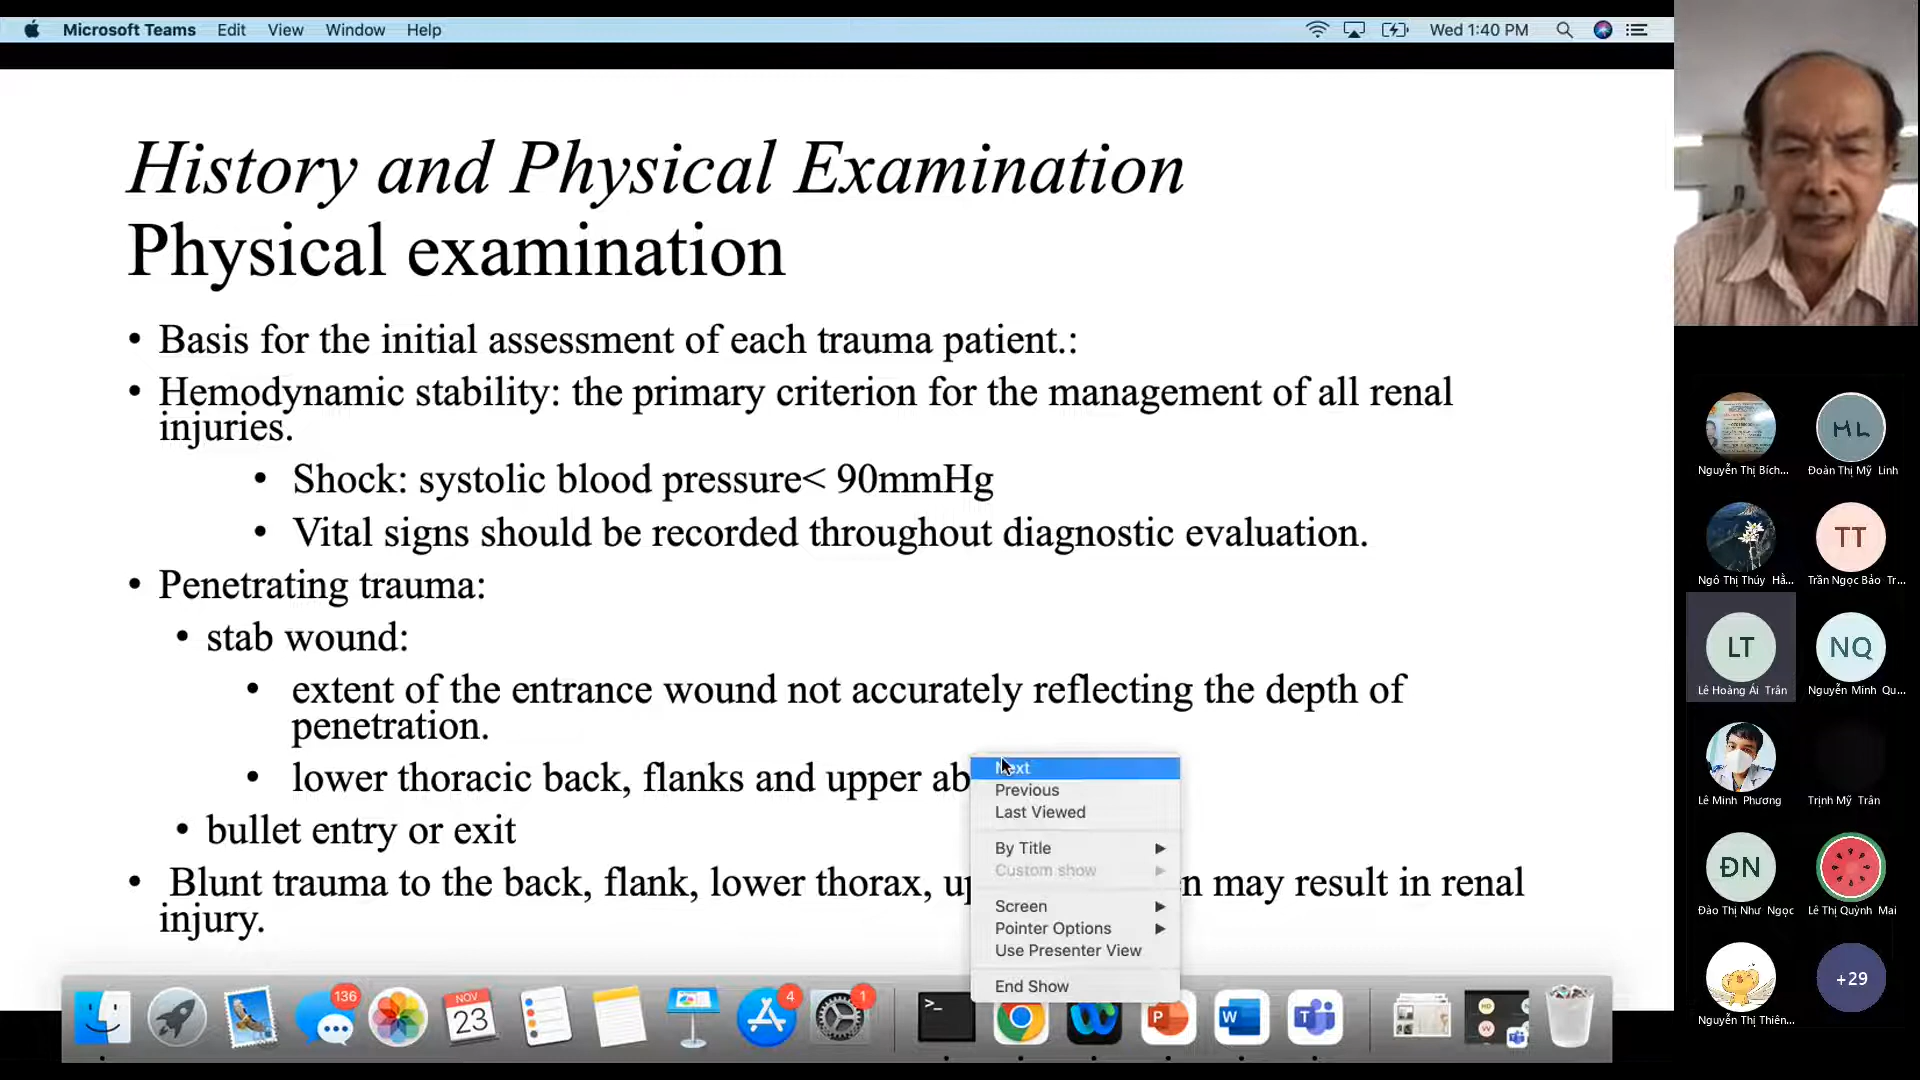 Microsoft Teams Edit View Window Help
Wed 1:40 PM
History and Physical Examination
Physical examination
• Basis for the initial assessment of each trauma patient.:
• Hemodynamic stability: the primary criterion for the management of all renal
injuries.
• Shock: systolic blood pressure< 90mmHg
• Vital signs should be recorded throughout diagnostic evaluation.
• Penetrating trauma:
• stab wound:
• extent of the entrance wound not accurately reflecting the depth of
penetration.
• lower thoracic back, flanks and upper ab
• bullet entry or exit
• Blunt trauma to the back, flank, lower thorax, up n may result in renal
injury.
Next
Previous
Last Viewed
By Title
Custom show
Screen
Pointer Options
Use Presenter View
End Show
136
NOV
23
4
1
ML
Nguyễn Thị Bích... Đoàn Thị Mỹ Linh
TT
Ngô Thị Thúy Hằ... Trần Ngọc Bảo Tr...
LT NQ
Lê Hoàng Ái Trân Nguyễn Minh Qu...
Lê Minh Phương Trịnh Mỹ Trân
ĐN
Đào Thị Như Ngọc Lê Thị Quỳnh Mai
+29
Nguyễn Thị Thiên...